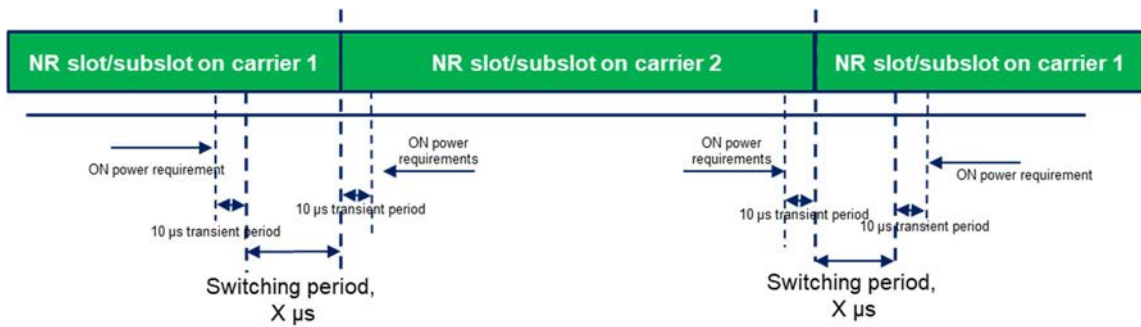 NR slot/subslot on carrier 1
NR slot/subslot on carrier 2
NR slot/subslot on carrier 1
ON power requirement
ON power
requirements
ON power
requirements
ON power requirement
10 µs transient period
10 µs transient period
10 µs transient period
10 µs transient period
Switching period,
X µs
Switching period,
X µs